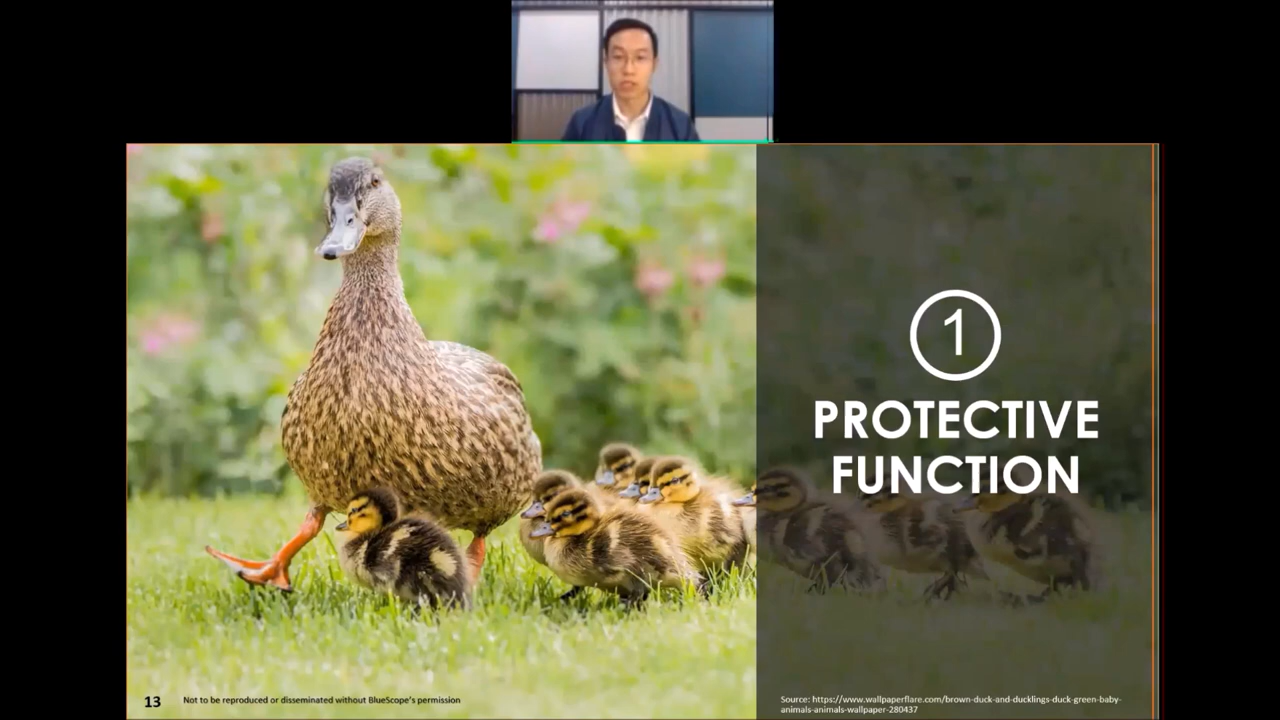 1
PROTECTIVE
FUNCTION
13
Not to be reproduced or disseminated without BlueScope's permission
Source: https://www.wallpaperflare.com/brown-duck-and-ducklings-duck-green-baby-
animals-animals-wallpaper-280437